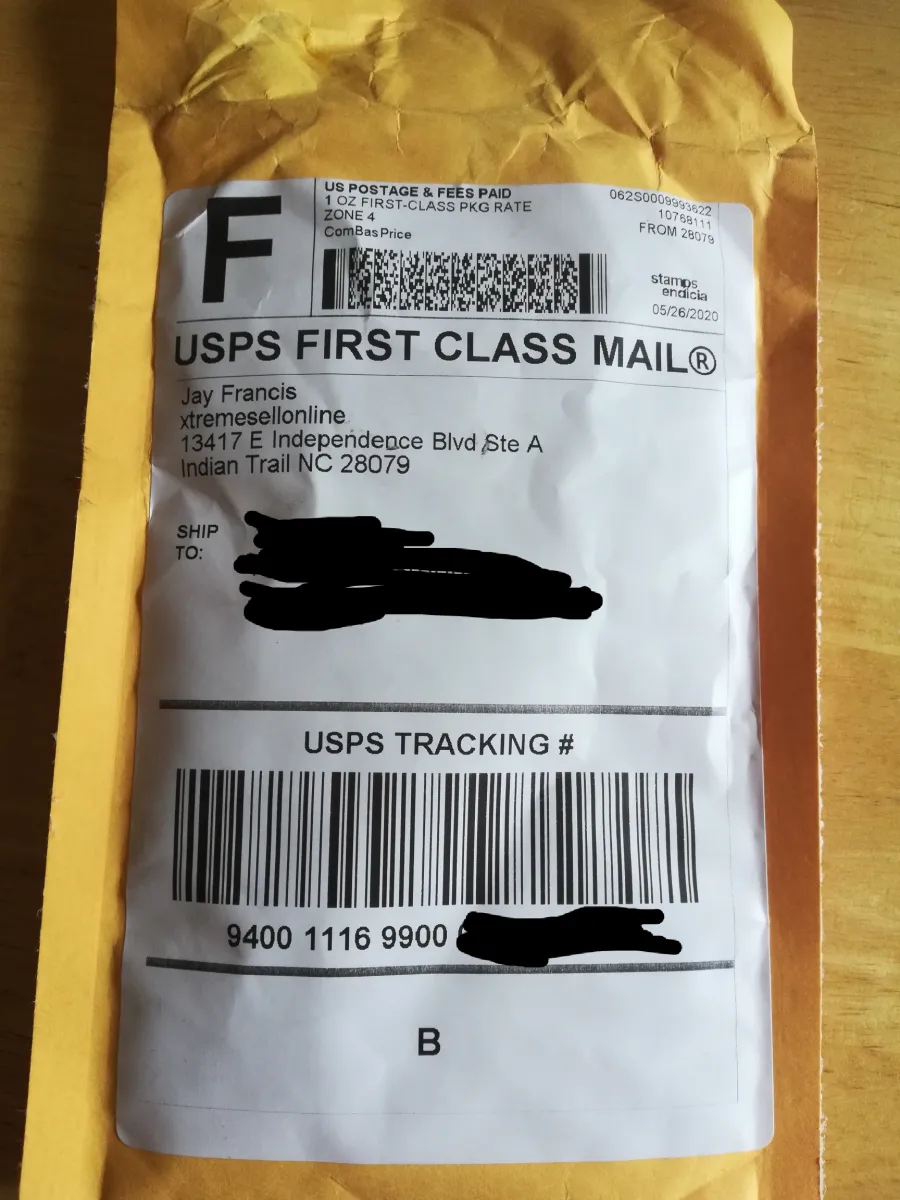 F
US POSTAGE & FEES PAID
1 OZ FIRST-CLASS PKG RATE
ZONE 4
ComBasPrice
062S0009993622
10768111
FROM 28079
stamps
endicia
05/26/2020
USPS FIRST CLASS MAIL®
Jay Francis
xtremesellonline
13417 E Independence Blvd Ste A
Indian Trail NC 28079
SHIP
TO:
USPS TRACKING #
9400 1116 9900
B